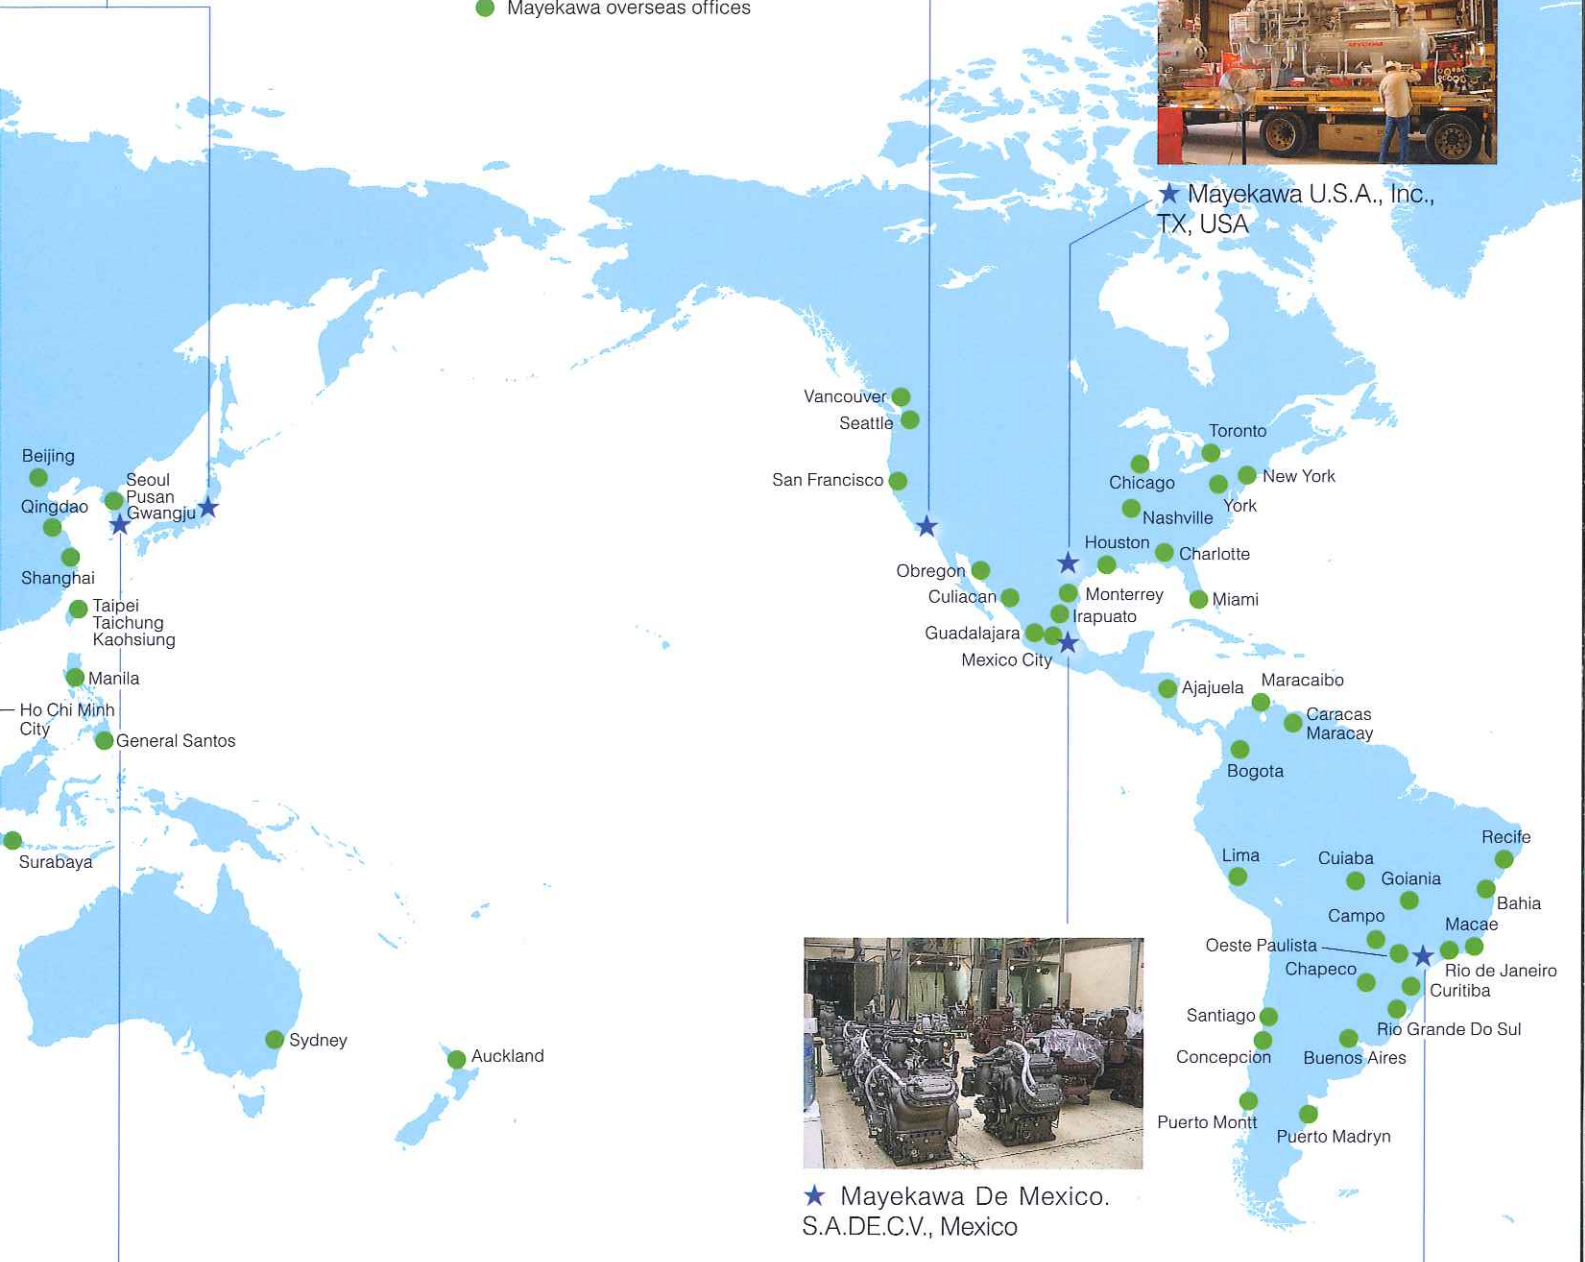 Mayekawa overseas offices
★ Mayekawa U.S.A., Inc.,
TX, USA
Vancouver
Seattle
San Francisco
Toronto
Chicago
New York
York
Nashville
Houston
Charlotte
Obregon
Culiacan
Monterrey
Irapuato
Miami
Guadalajara
Mexico City
Beijing
Qingdao
Seoul
Pusan
Gwangju
Shanghai
Taipei
Taichung
Kaohsiung
Manila
Ho Chi Minh
City
General Santos
Surabaya
Sydney
Auckland
Ajajuela
Maracaibo
Caracas
Maracay
Bogota
Lima
Cuiaba
Goiania
Recife
Bahia
Campo
Macae
Oeste Paulista
Chapeco
Rio de Janeiro
Curitiba
Santiago
Rio Grande Do Sul
Concepcion
Buenos Aires
Puerto Montt
Puerto Madryn
★ Mayekawa De Mexico.
S.A.DE.C.V., Mexico